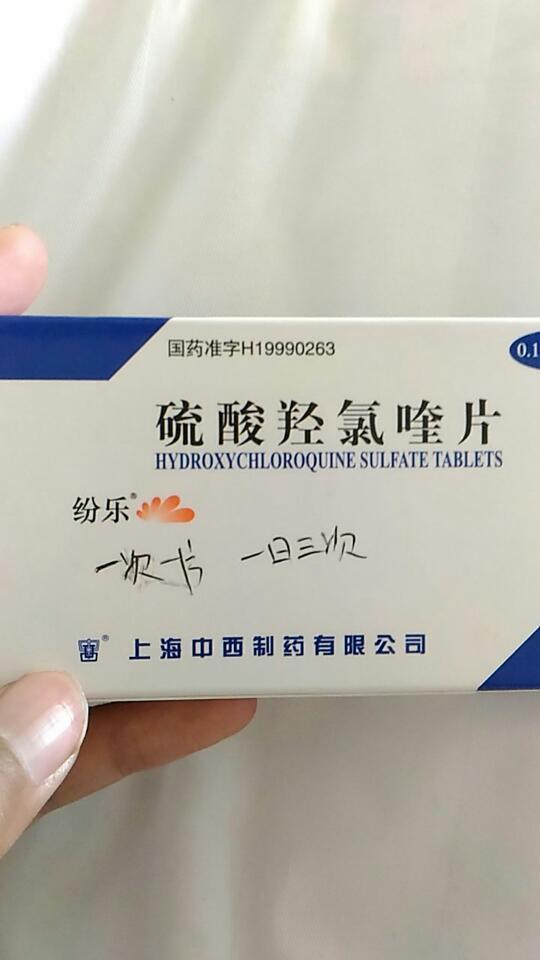 国药准字H19990263
0.1
硫酸羟氯喹片
HYDROXYCHLOROQUINE SULFATE TABLETS
纷乐®
一次一片 一日三次
® 上海中西制药有限公司